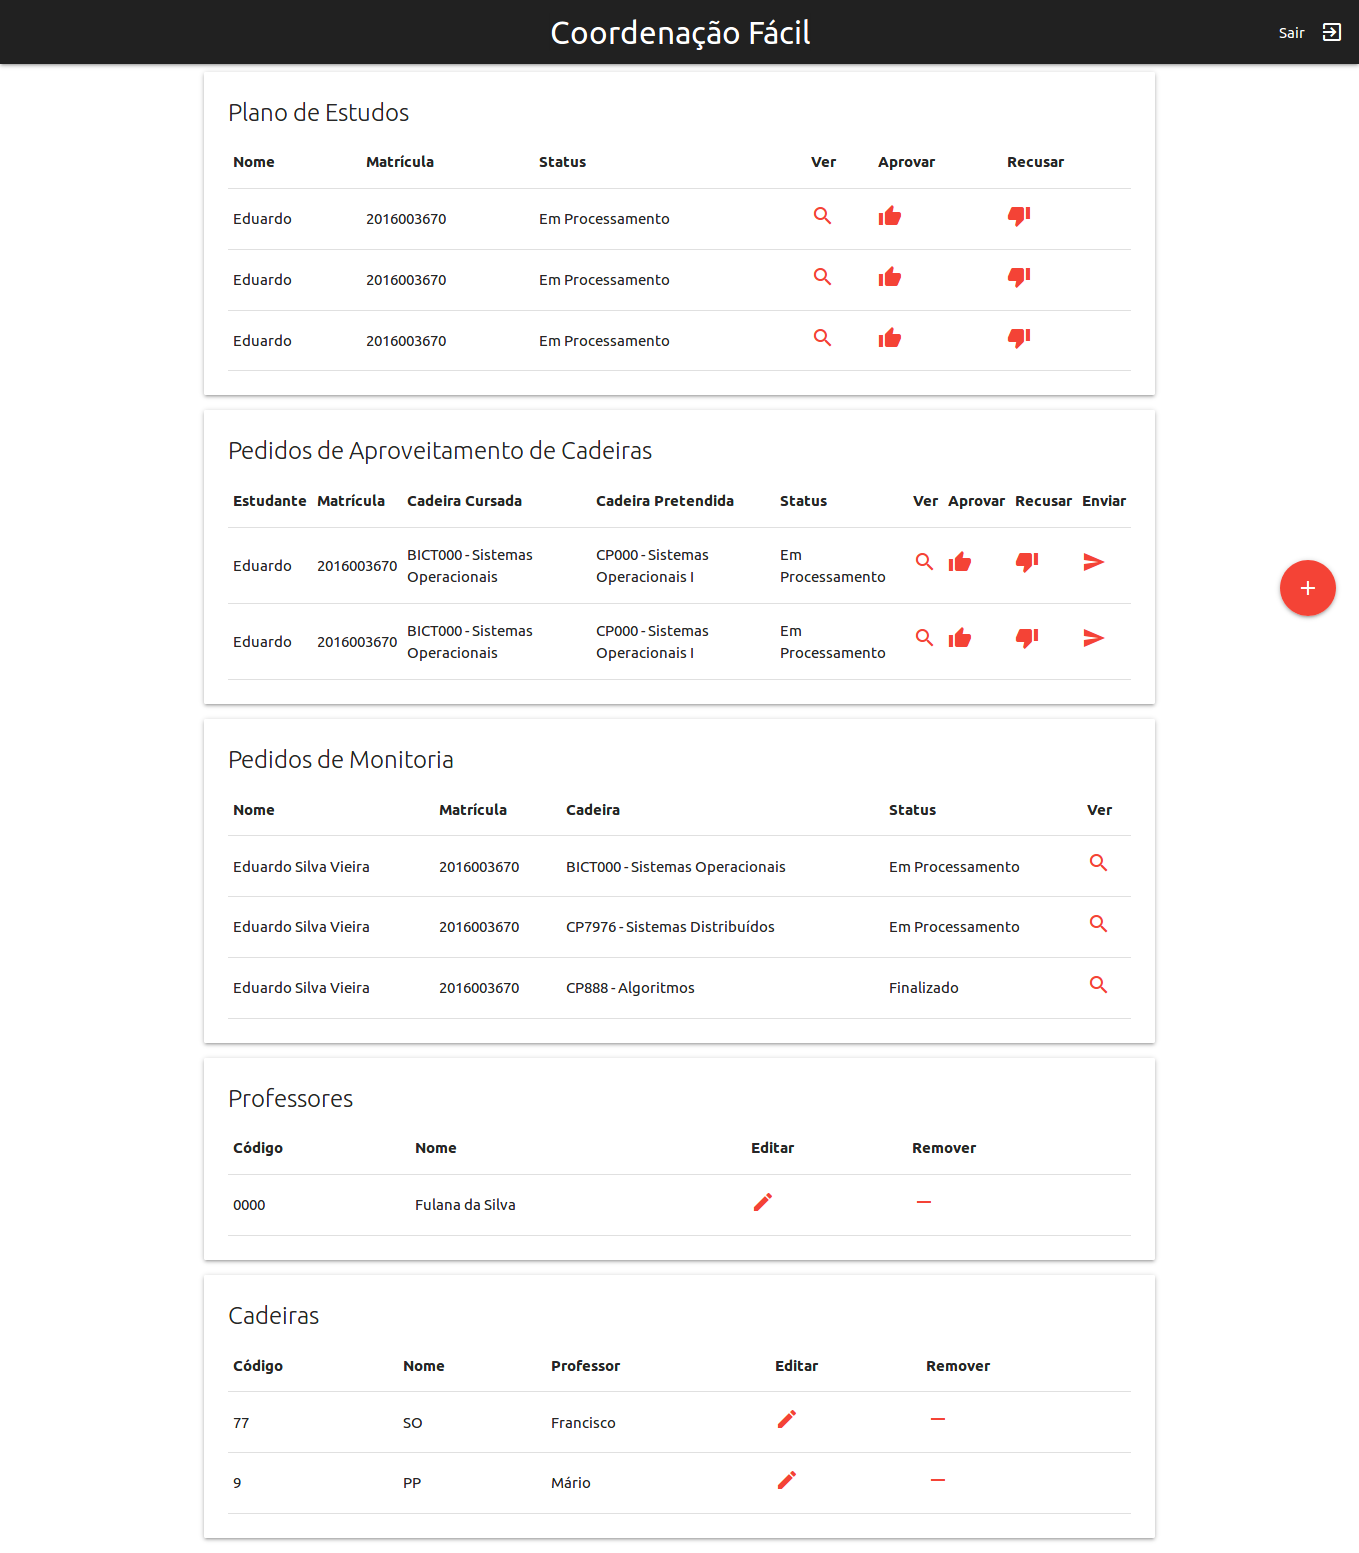 Coordenação Fácil
Sair
Plano de Estudos
Nome Matrícula Status Ver Aprovar Recusar
Eduardo 2016003670 Em Processamento
Eduardo 2016003670 Em Processamento
Eduardo 2016003670 Em Processamento
Pedidos de Aproveitamento de Cadeiras
Estudante Matrícula Cadeira Cursada Cadeira Pretendida Status Ver Aprovar Recusar Enviar
Eduardo 2016003670 BICT000 - Sistemas Operacionais CP000 - Sistemas Operacionais I Em Processamento
Eduardo 2016003670 BICT000 - Sistemas Operacionais CP000 - Sistemas Operacionais I Em Processamento
Pedidos de Monitoria
Nome Matrícula Cadeira Status Ver
Eduardo Silva Vieira 2016003670 BICT000 - Sistemas Operacionais Em Processamento
Eduardo Silva Vieira 2016003670 CP7976 - Sistemas Distribuídos Em Processamento
Eduardo Silva Vieira 2016003670 CP888 - Algoritmos Finalizado
Professores
Código Nome Editar Remover
0000 Fulana da Silva
Cadeiras
Código Nome Professor Editar Remover
77 SO Francisco
9 PP Mário